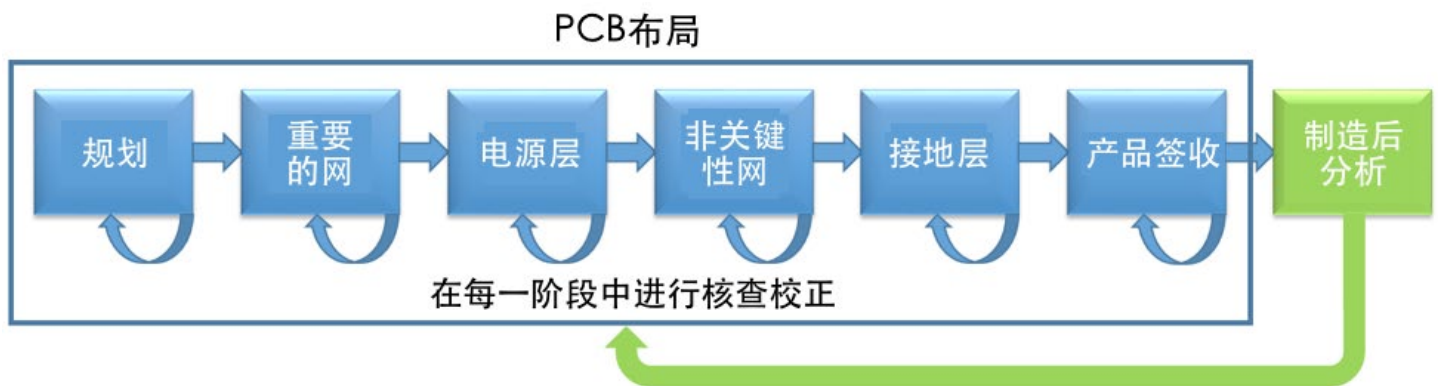 PCB布局
规划
重要
的网
电源层
非关键
性网
接地层
产品签收
制造后
分析
在每一阶段中进行核查校正